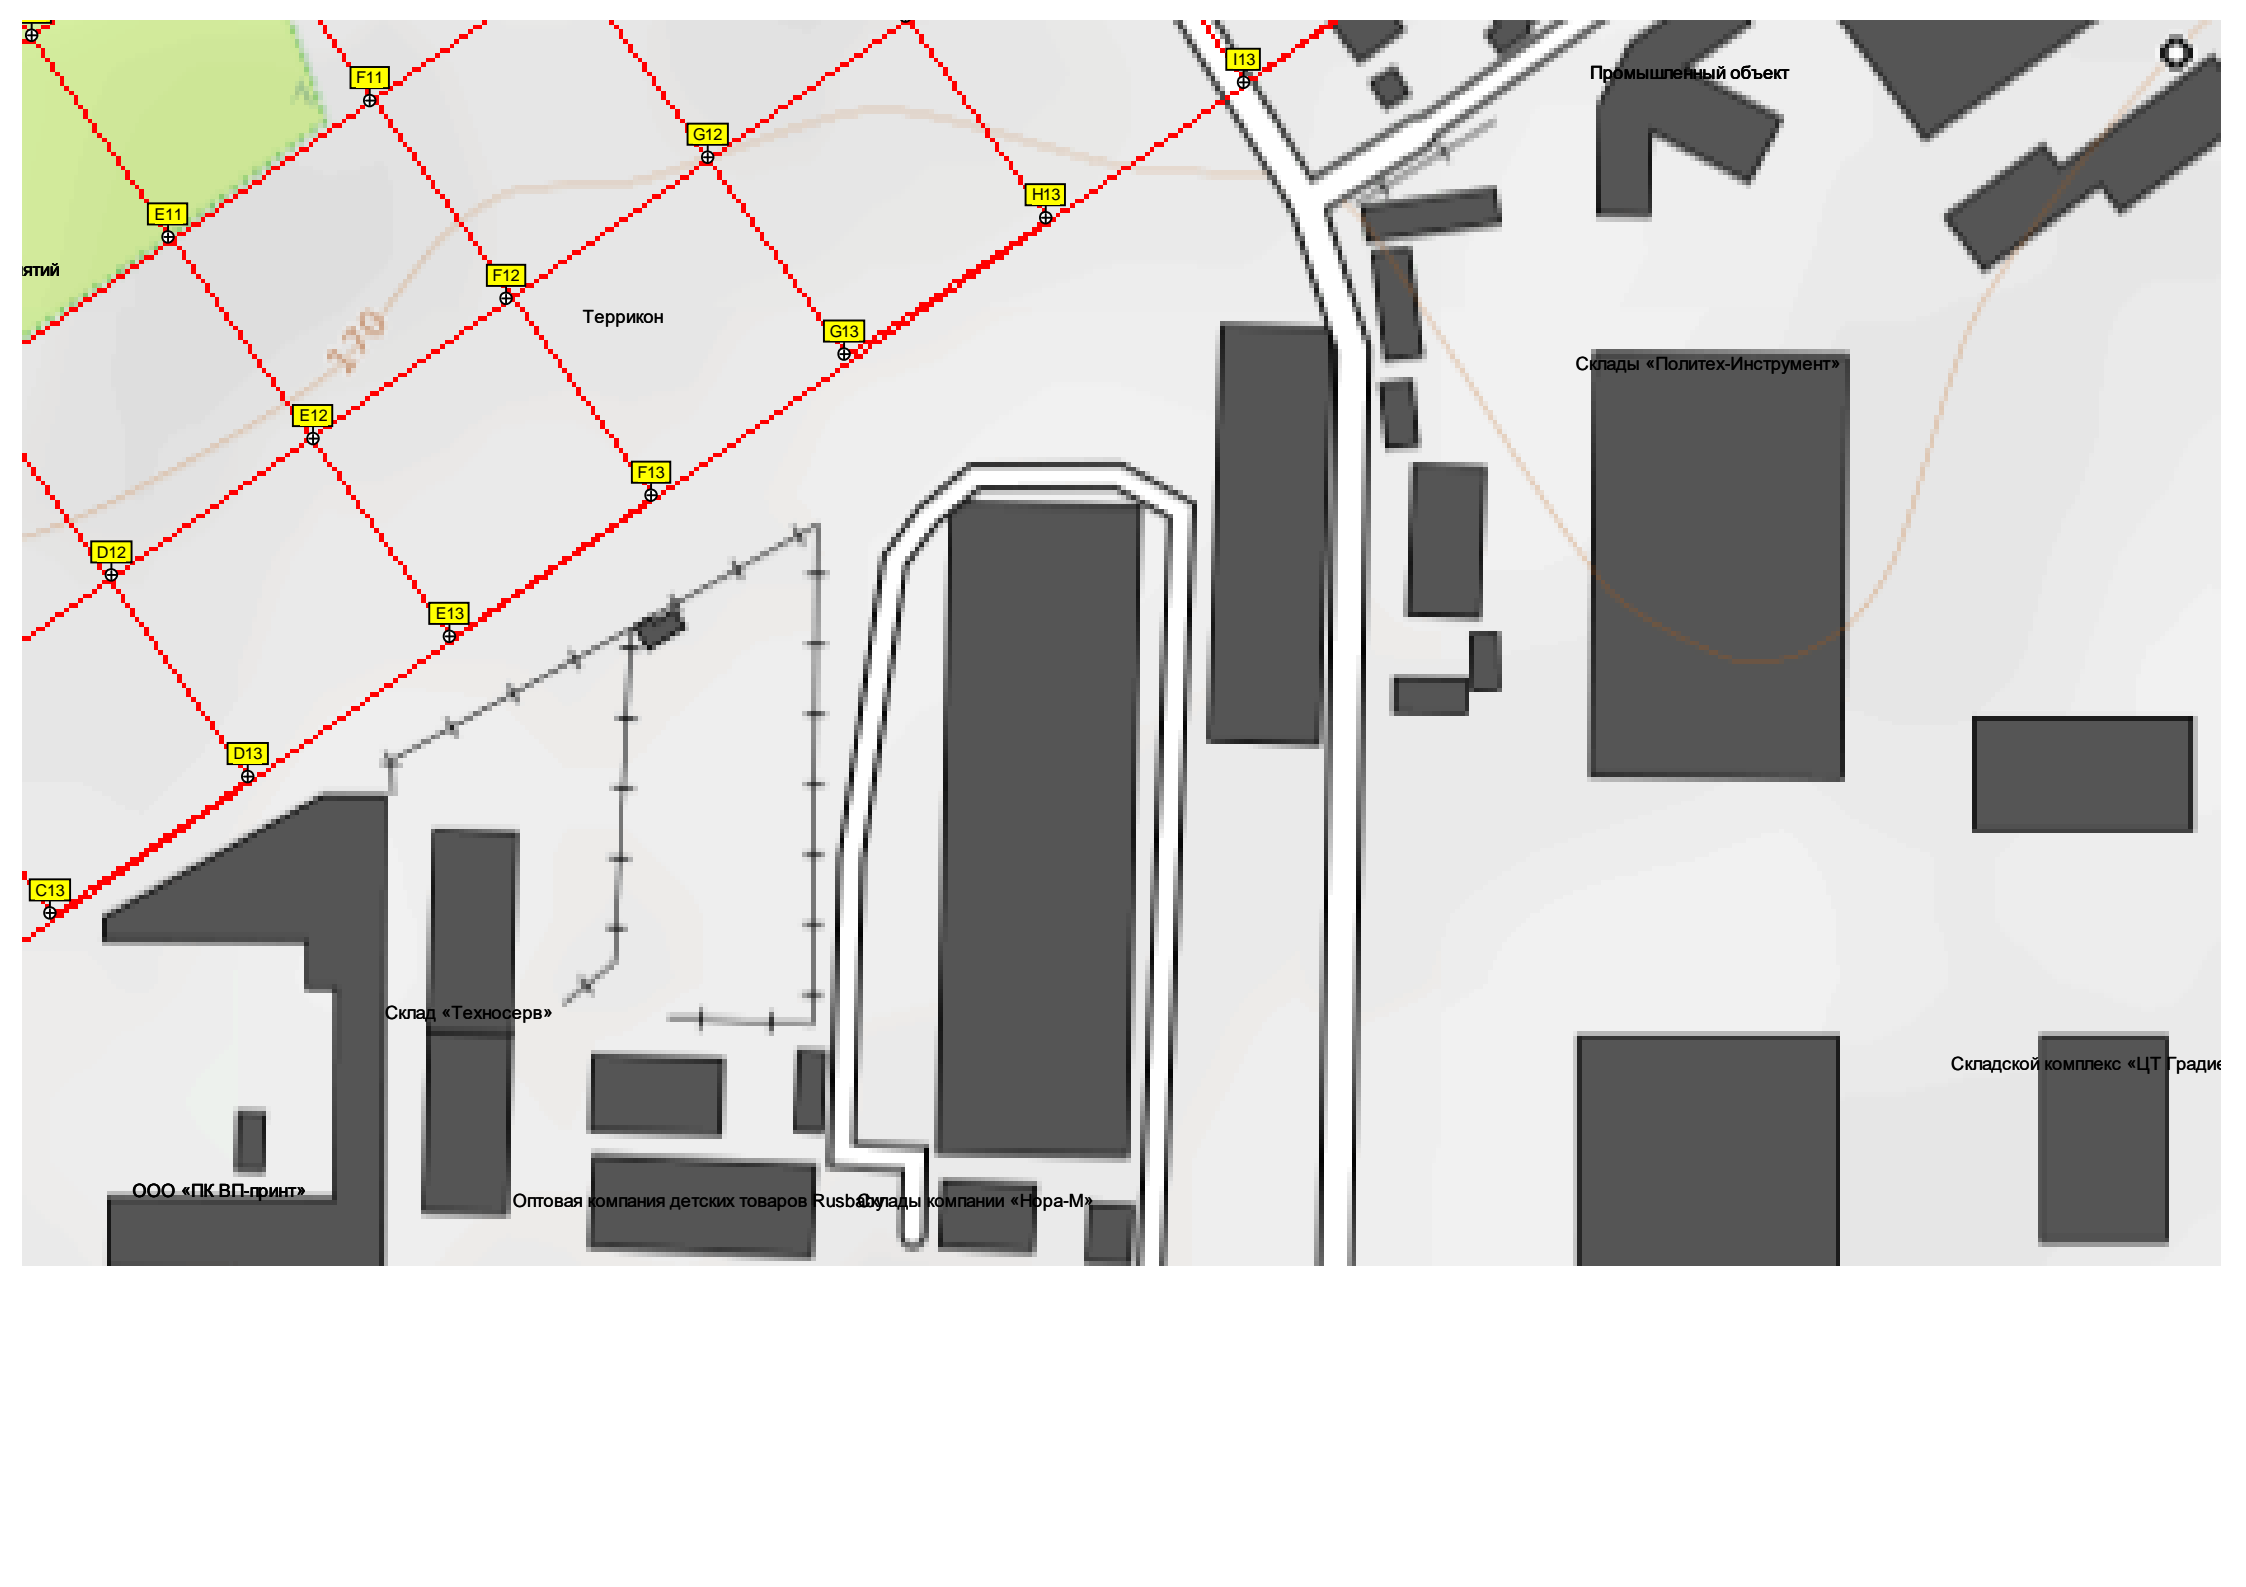 I13
Промышленный объект
F11
G12
H13
E11
ятий
F12
Террикон
170
G13
Склады «Политех-Инструмент»
E12
F13
D12
E13
D13
C13
Склад «Техносерв»
Складской комплекс «ЦТ Градие
ООО «ПК ВП-принт»
Оптовая компания детских товаров Rusbaby
Склады компании «Нора-М»